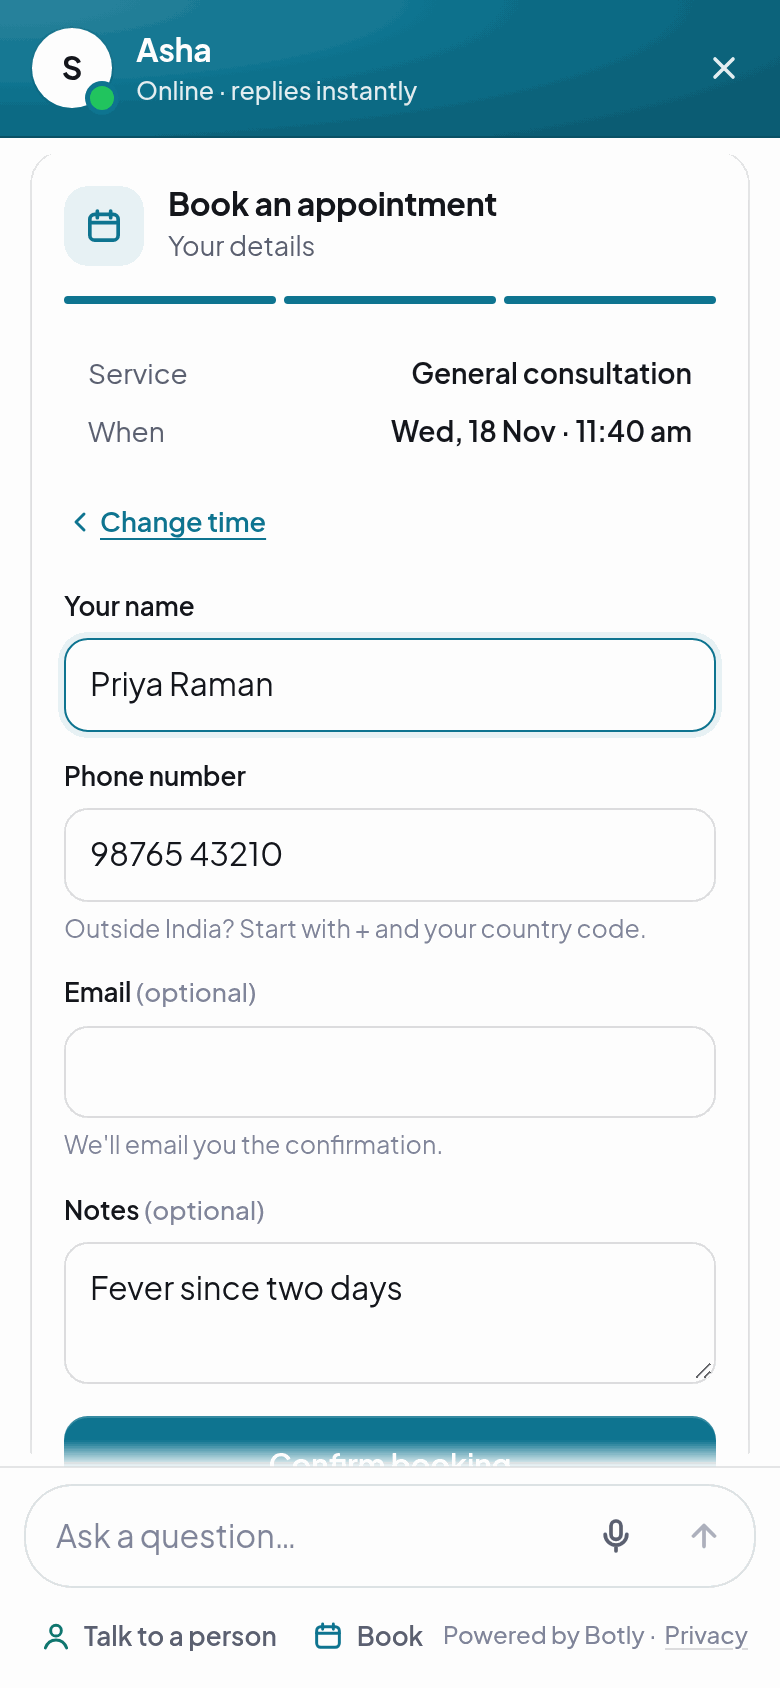 S
Asha
Online · replies instantly
Book an appointment
Your details
Service General consultation
When Wed, 18 Nov · 11:40 am
Change time
Your name
Priya Raman
Phone number
98765 43210
Outside India? Start with + and your country code.
Email (optional)
We'll email you the confirmation.
Notes (optional)
Fever since two days
Confirm booking
Ask a question...
Talk to a person Book Powered by Botly · Privacy